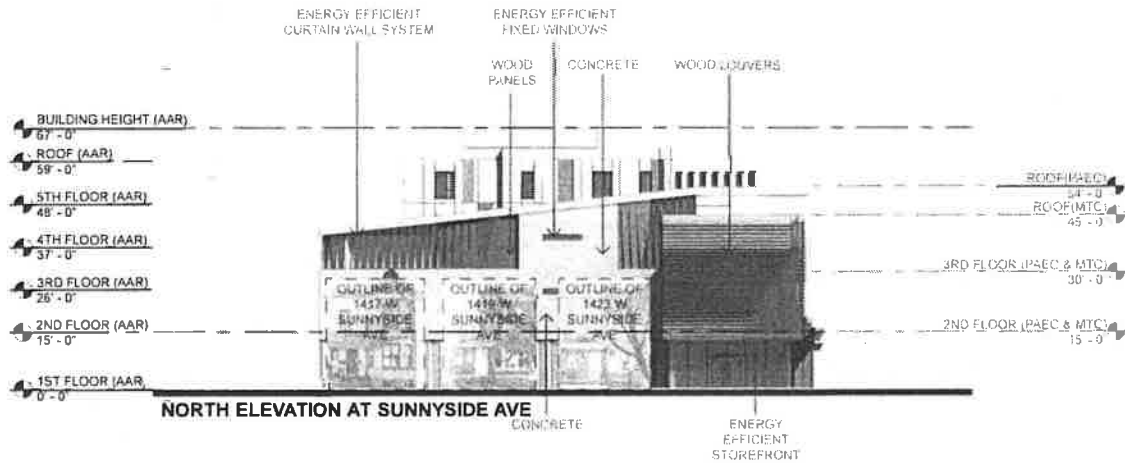 ENERGY EFFICIENT
CURTAIN WALL SYSTEM
ENERGY EFFICIENT
FIXED WINDOWS
WOOD
PANELS
CONCRETE
WOOD LOUVERS
BUILDING HEIGHT (AAR)
67' - 0"
ROOF (AAR)
59' - 0"
5TH FLOOR (AAR)
48' - 0"
4TH FLOOR (AAR)
37' - 0"
3RD FLOOR (AAR)
26' - 0"
2ND FLOOR (AAR)
15' - 0"
1ST FLOOR (AAR)
0' - 0"
ROOF(PAEC)
54' - 0"
ROOF(MTC)
45' - 0"
3RD FLOOR (PAEC & MTC)
30' - 0"
2ND FLOOR (PAEC & MTC)
15' - 0"
OUTLINE OF
1417 W
SUNNYSIDE
AVE
OUTLINE OF
1419 W
SUNNYSIDE
AVE
OUTLINE OF
1423 W
SUNNYSIDE
AVE
NORTH ELEVATION AT SUNNYSIDE AVE
CONCRETE
ENERGY
EFFICIENT
STOREFRONT